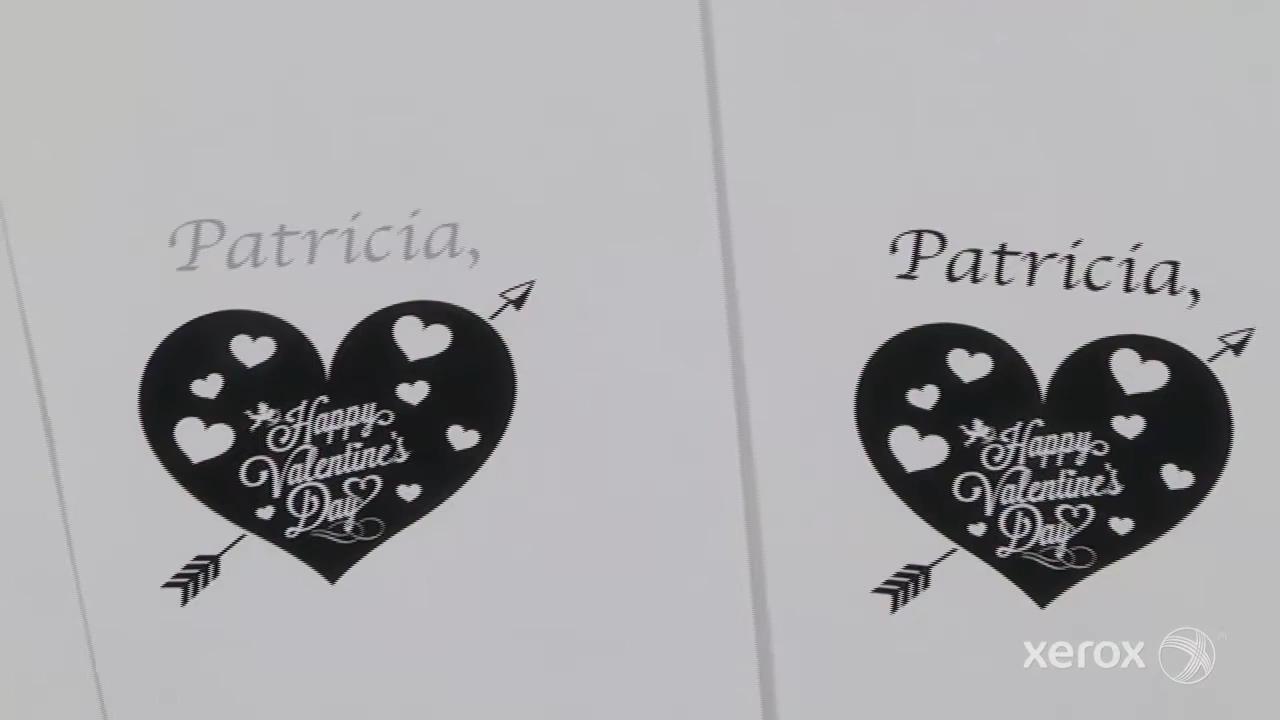 Patricia,
Happy
Valentine's
Day
Patricia,
Happy
Valentine's
Day
xerox